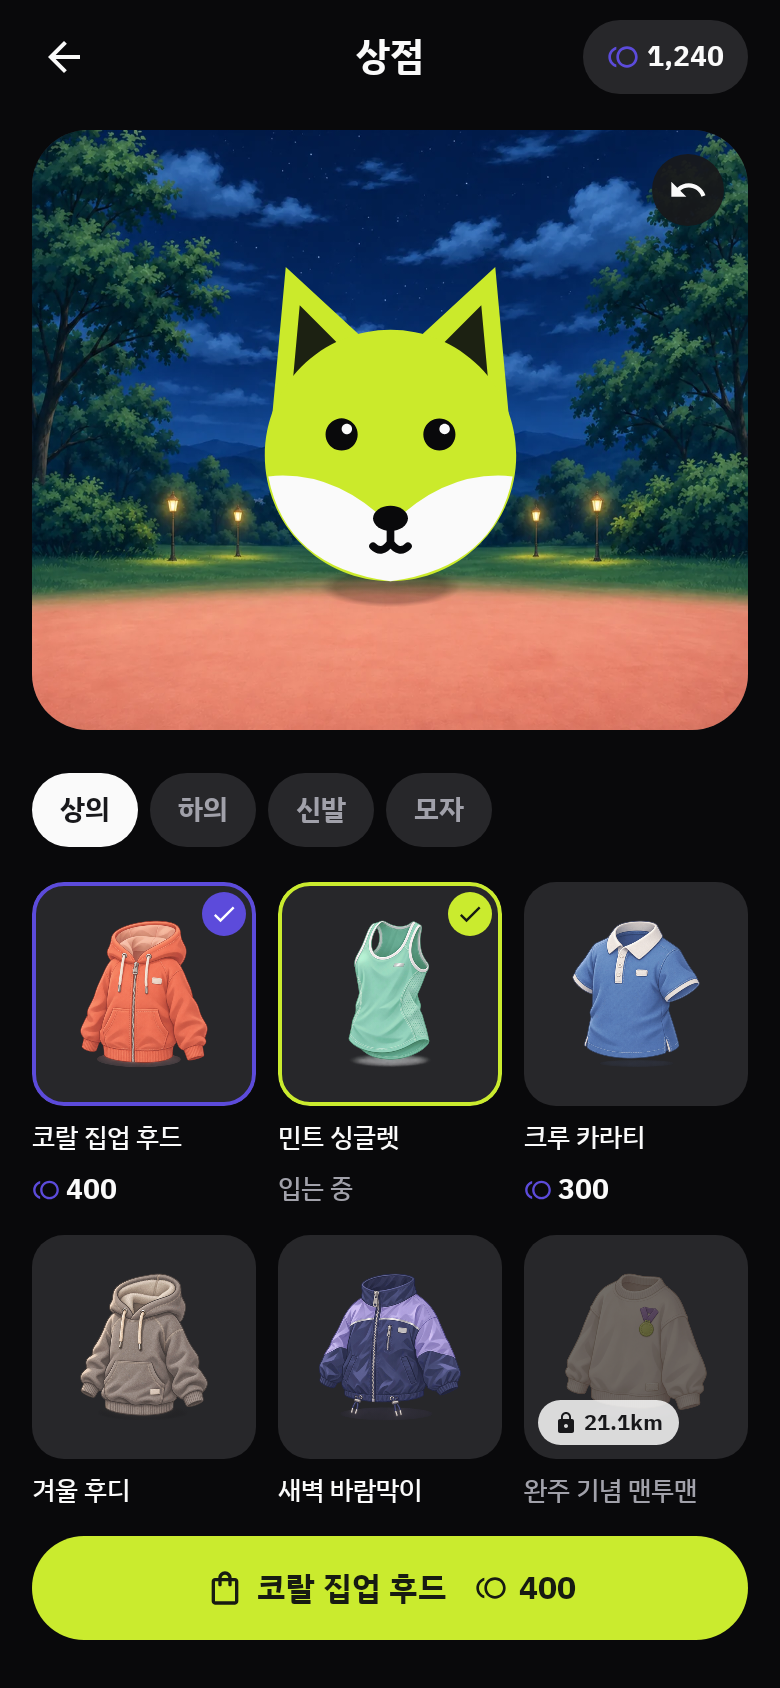 상점
1,240
상의
하의
신발
모자
코랄 집업 후드
민트 싱글렛
크루 카라티
400
입는 중
300
21.1km
겨울 후디
새벽 바람막이
완주 기념 맨투맨
코랄 집업 후드 400